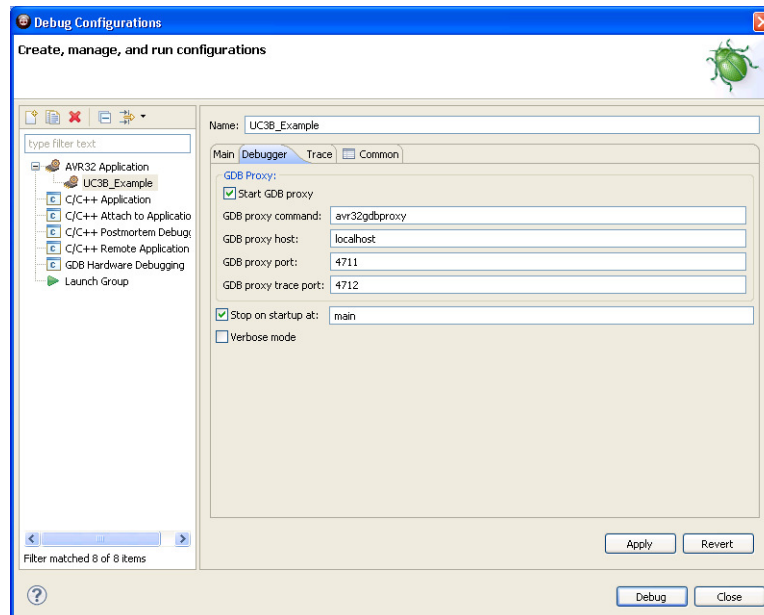 Debug Configurations
Create, manage, and run configurations
type filter text
AVR32 Application
UC3B_Example
C/C++ Application
C/C++ Attach to Applicatio
C/C++ Postmortem Debugg
C/C++ Remote Application
GDB Hardware Debugging
Launch Group
Filter matched 8 of 8 items
Name: UC3B_Example
Main Debugger Trace Common
GDB Proxy:
Start GDB proxy
GDB proxy command: avr32gdbproxy
GDB proxy host: localhost
GDB proxy port: 4711
GDB proxy trace port: 4712
Stop on startup at: main
Verbose mode
Apply Revert
Debug Close